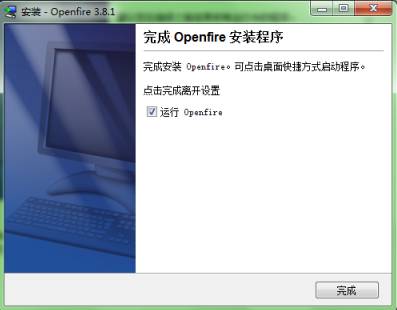 安装 - Openfire 3.8.1
完成 Openfire 安装程序
完成安装 Openfire。可点击桌面快捷方式启动程序。
点击完成离开设置
运行 Openfire
完成